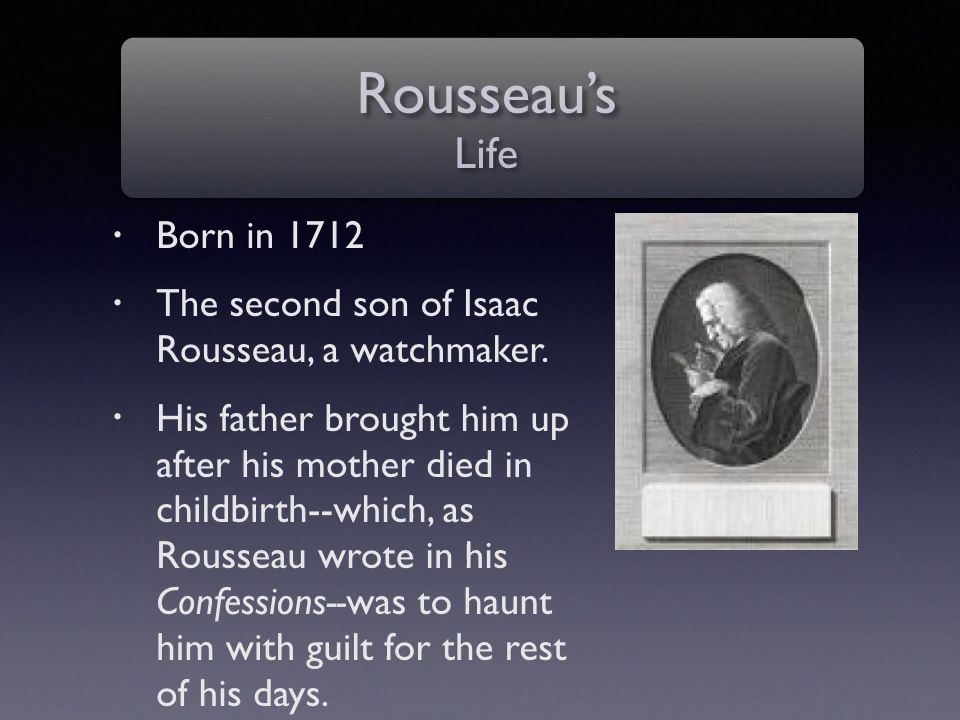 Rousseau’s
Life
• Born in 1712
• The second son of Isaac
Rousseau, a watchmaker.
• His father brought him up
after his mother died in
childbirth--which, as
Rousseau wrote in his
Confessions--was to haunt
him with guilt for the rest
of his days.